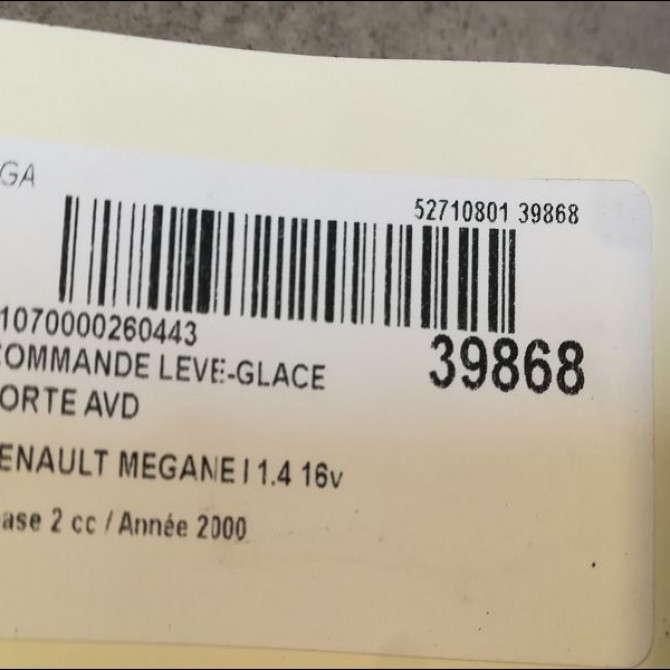 GA
52710801 39868
1070000260443
39868
COMMANDE LEVE-GLACE
ORTE AVD
ENAULT MEGANE I 1.4 16v
ase 2 cc / Année 2000